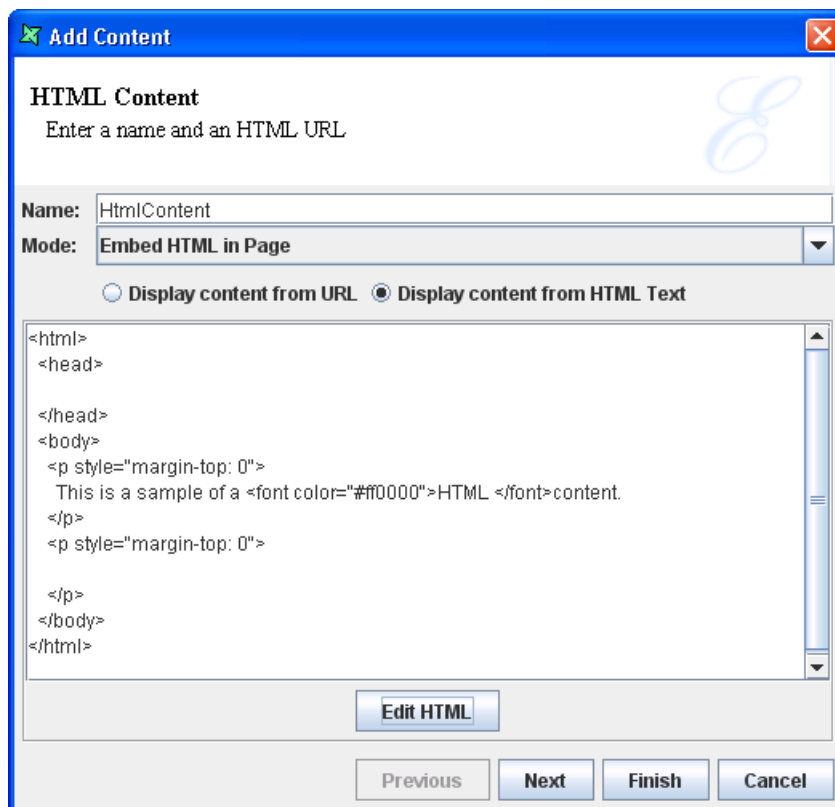 Add Content
HTML Content
Enter a name and an HTML URL
Name: HtmlContent
Mode: Embed HTML in Page
Display content from URL Display content from HTML Text
<html>
<head>
</head>
<body>
<p style="margin-top: 0">
This is a sample of a <font color="#ff0000">HTML </font>content.
</p>
<p style="margin-top: 0">
</p>
</body>
</html>
Edit HTML
Previous Next Finish Cancel